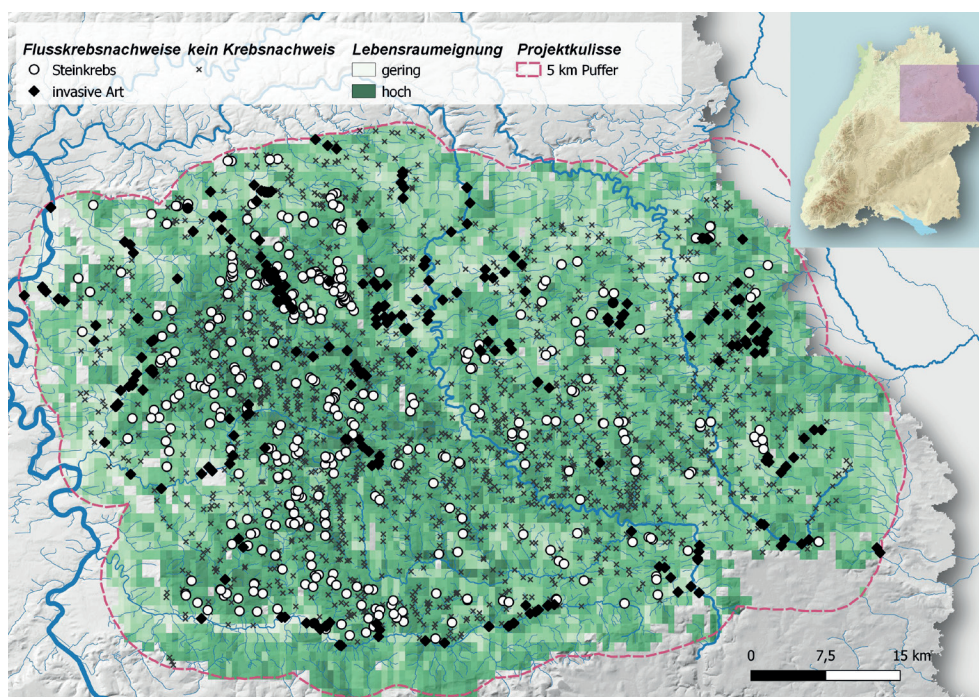 Flusskrebsnachweise kein Krebsnachweis Lebensraumeignung Projektkulisse
Steinkrebs gering 5 km Puffer
invasive Art hoch
0 7,5 15 km